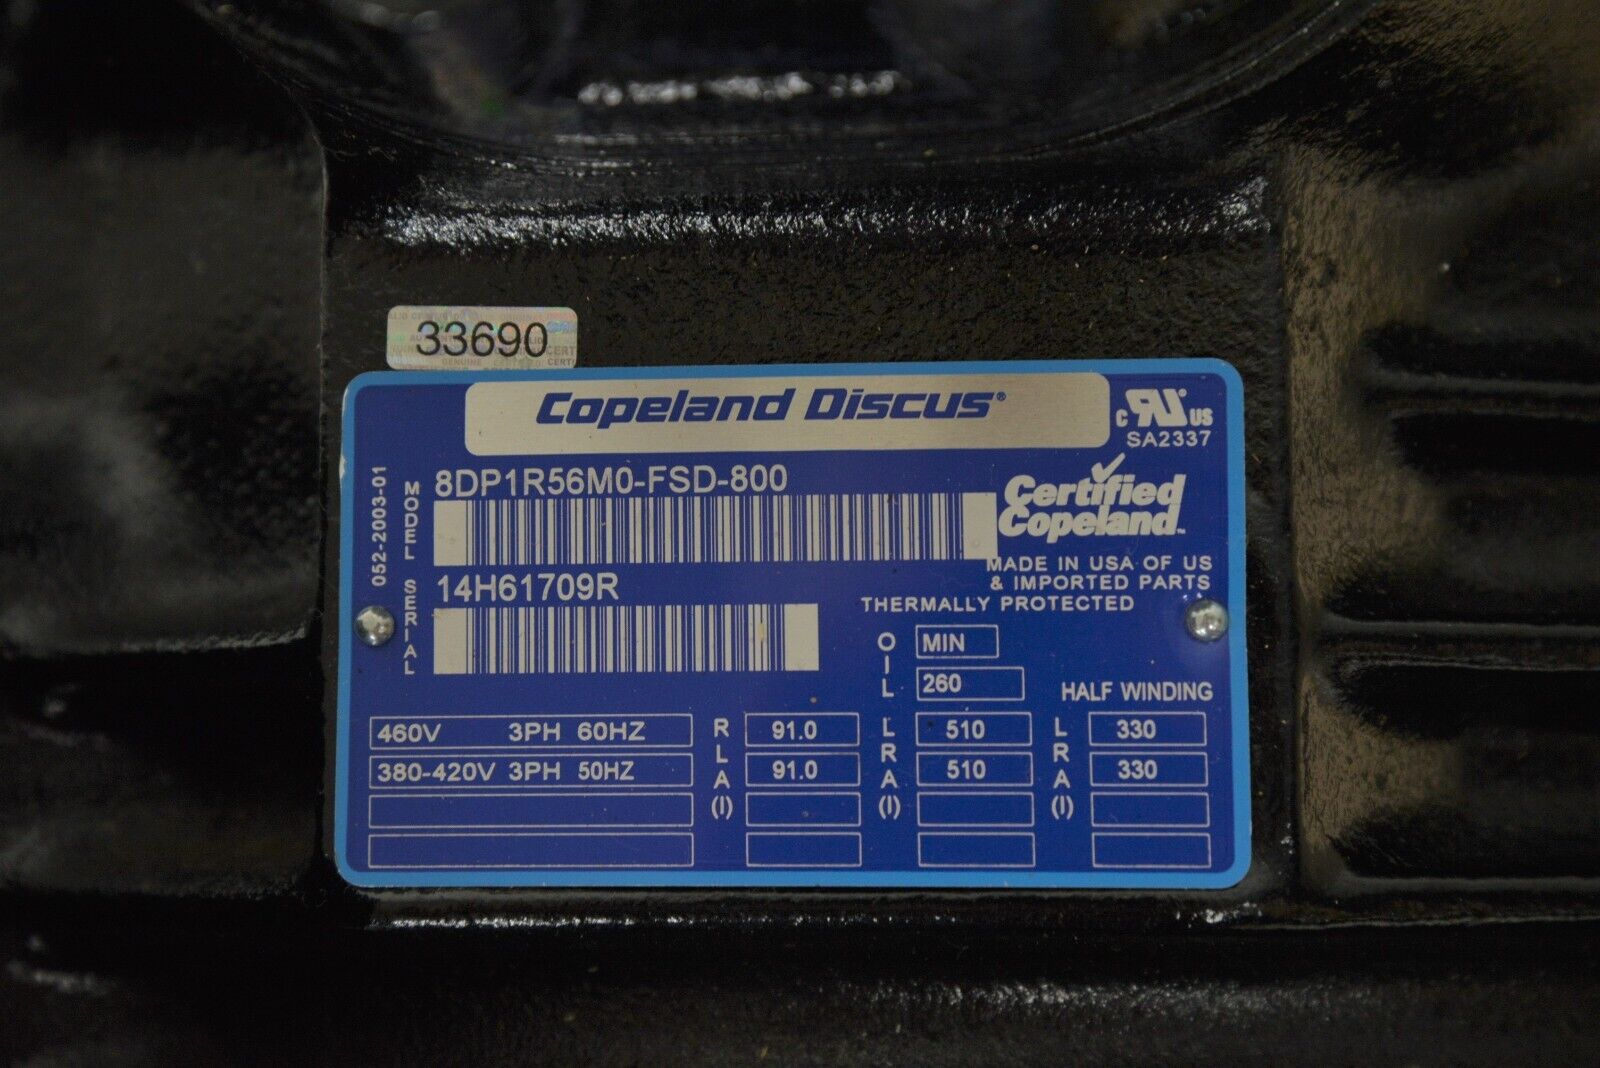 33690
GENUINE
Copeland Discus®
C UR US
SA2337
052-2003-01
MODEL
8DP1R56M0-FSD-800
Certified
Copeland™
MADE IN USA OF US
& IMPORTED PARTS
SERIAL
14H61709R
THERMALLY PROTECTED
OIL
MIN
260
HALF WINDING
460V 3PH 60HZ
RLA(I)
91.0
LRA(I)
510
LRA(I)
330
380-420V 3PH 50HZ
91.0
510
330